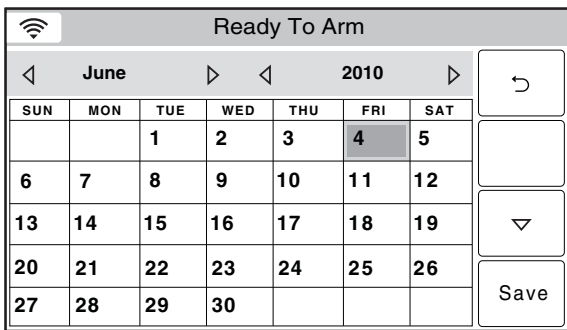 Ready To Arm
June 2010
SUN MON TUE WED THU FRI SAT
1 2 3 4 5
6 7 8 9 10 11 12
13 14 15 16 17 18 19
20 21 22 23 24 25 26
27 28 29 30
Save